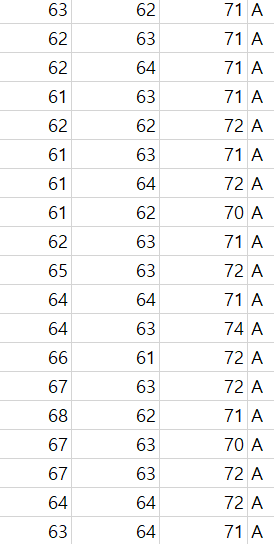 63 62 71 A
62 63 71 A
62 64 71 A
61 63 71 A
62 62 72 A
61 63 71 A
61 64 72 A
61 62 70 A
62 63 71 A
65 63 72 A
64 64 71 A
64 63 74 A
66 61 72 A
67 63 72 A
68 62 71 A
67 63 70 A
67 63 72 A
64 64 72 A
63 64 71 A